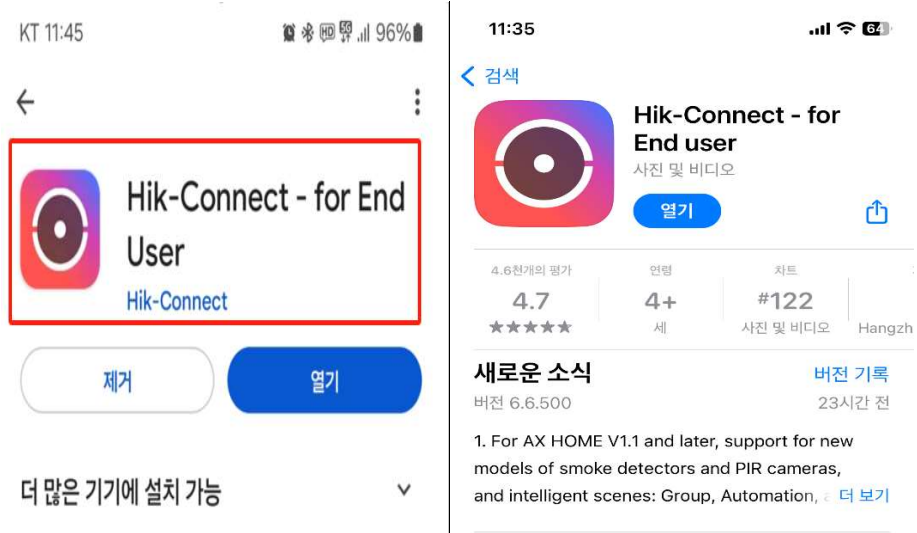 KT 11:45
HD 5G 96%
Hik-Connect - for End
User
Hik-Connect
제거
열기
더 많은 기기에 설치 가능
11:35
64
검색
Hik-Connect - for
End user
사진 및 비디오
열기
4.6천개의 평가
4.7
★★★★★
연령
4+
세
차트
#122
사진 및 비디오
Hangzh
새로운 소식
버전 기록
버전 6.6.500
23시간 전
1. For AX HOME V1.1 and later, support for new
models of smoke detectors and PIR cameras,
and intelligent scenes: Group, Automation, 더 보기